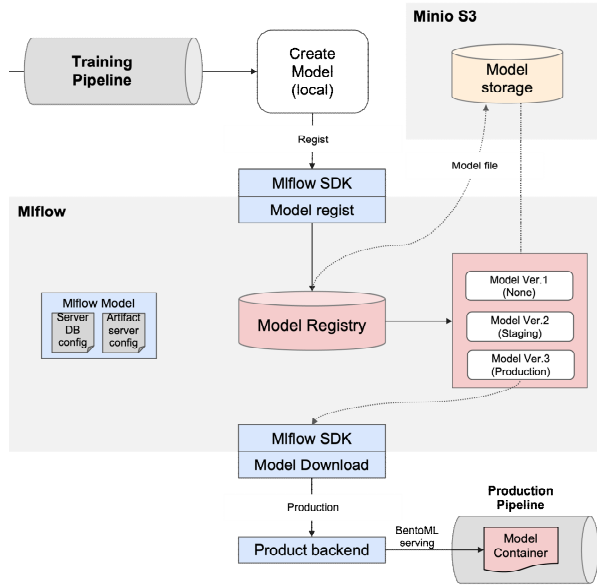 Minio S3
Training
Pipeline
Create
Model
(local)
Model
storage
Regist
Model file
Mlflow SDK
Model regist
Mlflow
Model Ver.1
(None)
Mlflow Model
Server
DB
config
Artifact
server
config
Model Registry
Model Ver.2
(Staging)
Model Ver.3
(Production)
Mlflow SDK
Model Download
Production
Production
Pipeline
Product backend
BentoML
serving
Model
Container